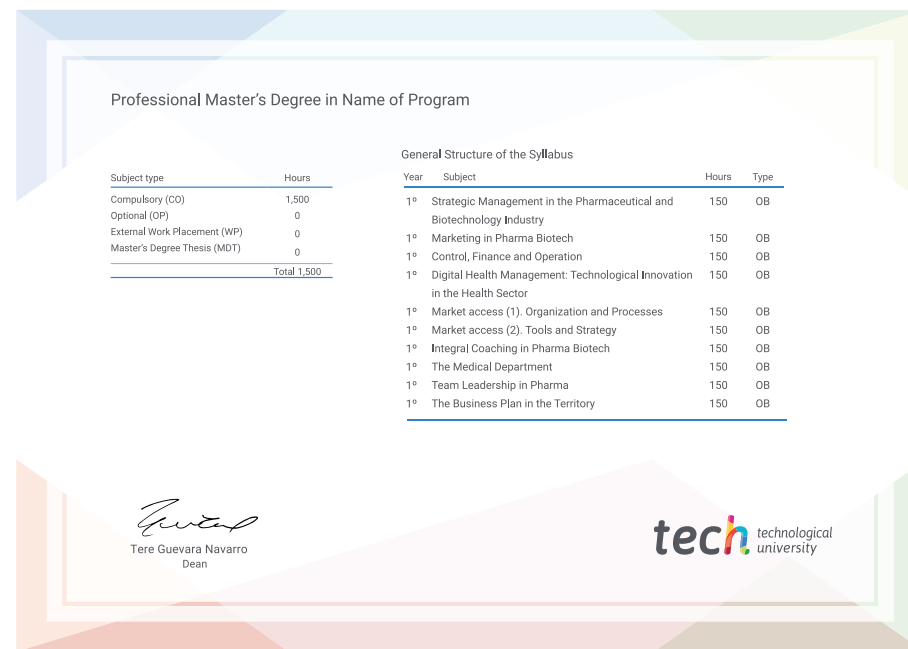 Professional Master’s Degree in Name of Program
Subject type Hours
Compulsory (CO) 1,500
Optional (OP) 0
External Work Placement (WP) 0
Master’s Degree Thesis (MDT) 0
Total 1,500
General Structure of the Syllabus
Year Subject Hours Type
1º Strategic Management in the Pharmaceutical and 150 OB
Biotechnology Industry
1º Marketing in Pharma Biotech 150 OB
1º Control, Finance and Operation 150 OB
1º Digital Health Management: Technological Innovation 150 OB
in the Health Sector
1º Market access (1). Organization and Processes 150 OB
1º Market access (2). Tools and Strategy 150 OB
1º Integral Coaching in Pharma Biotech 150 OB
1º The Medical Department 150 OB
1º Team Leadership in Pharma 150 OB
1º The Business Plan in the Territory 150 OB
Tere Guevara Navarro
Dean
tech technological
university